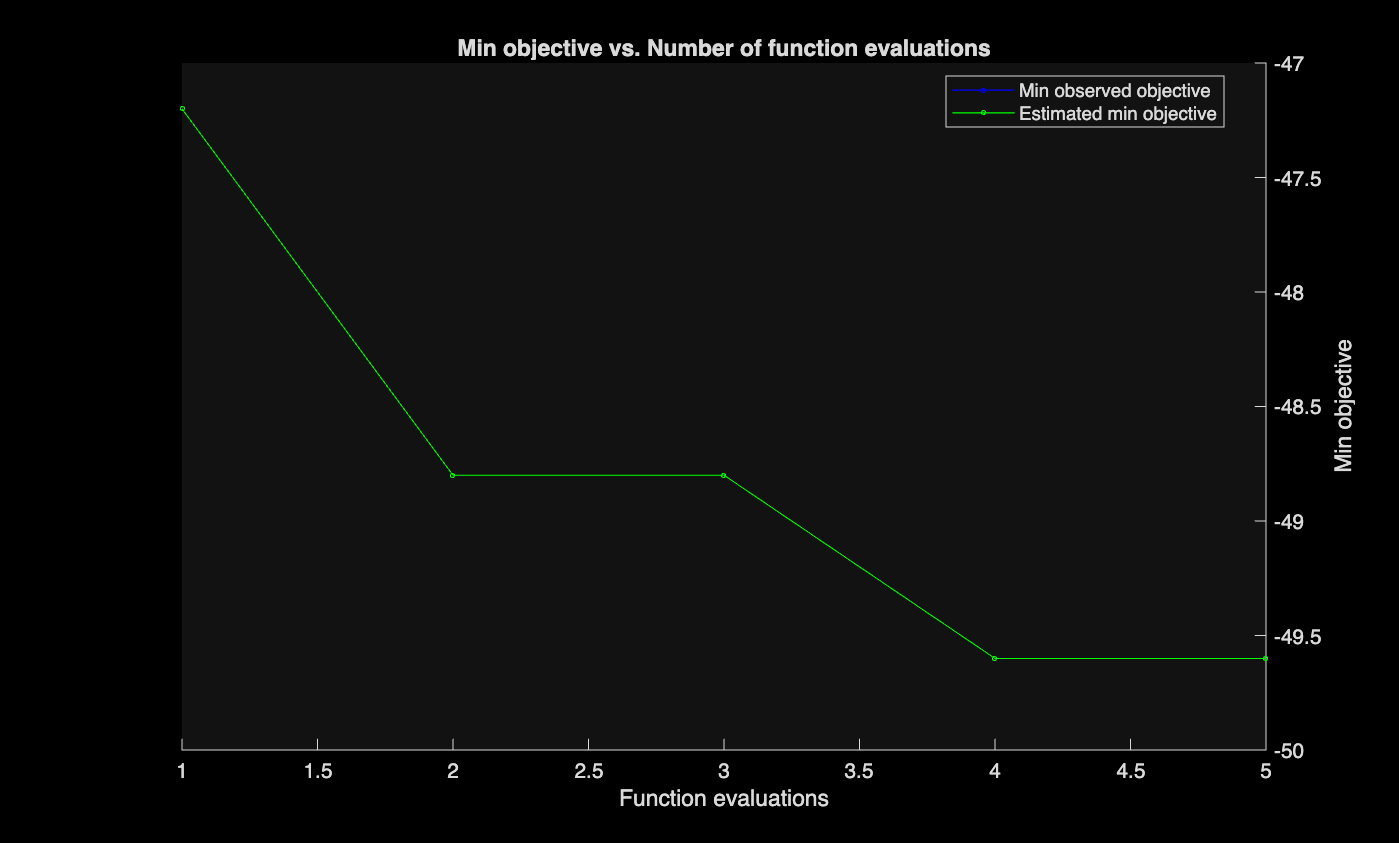 Min objective vs. Number of function evaluations
Min observed objective
Estimated min objective
-47
-47.5
-48
-48.5
-49
-49.5
-50
Min objective
1 1.5 2 2.5 3 3.5 4 4.5 5
Function evaluations